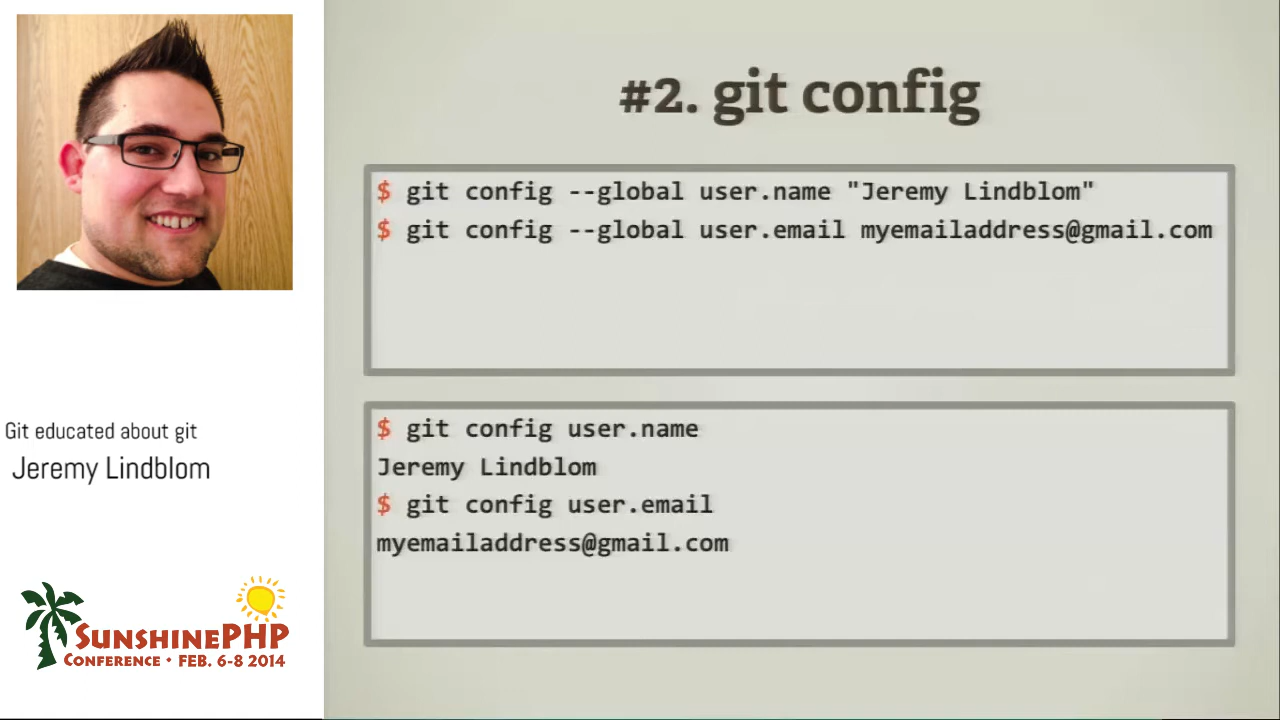 #2. git config
$ git config --global user.name "Jeremy Lindblom"
$ git config --global user.email myemailaddress@gmail.com
$ git config user.name
Jeremy Lindblom
$ git config user.email
myemailaddress@gmail.com
Git educated about git
Jeremy Lindblom
SUNSHINEPHP
CONFERENCE • FEB. 6-8 2014